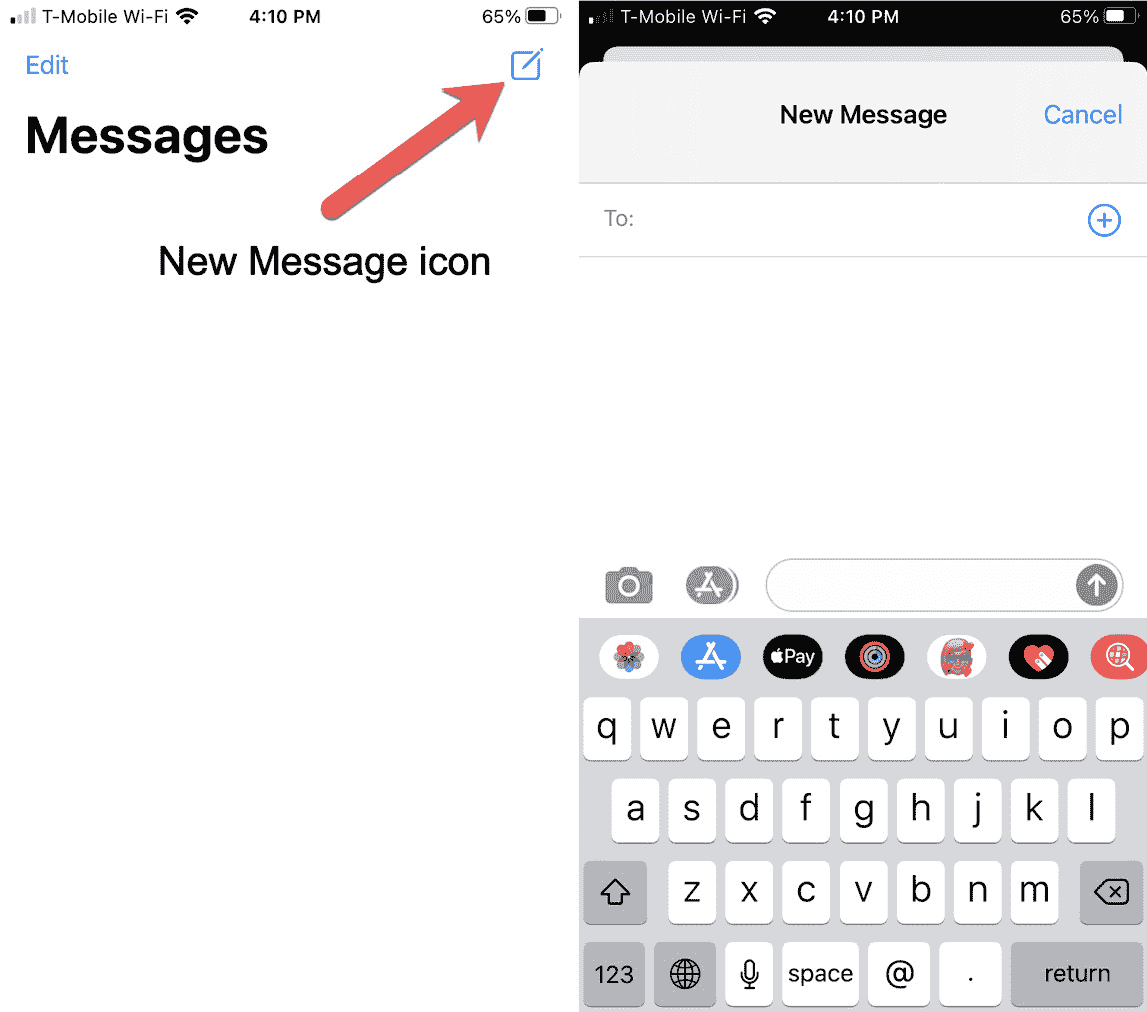 T-Mobile Wi-Fi 4:10 PM 65%
Edit
Messages
New Message icon
T-Mobile Wi-Fi 4:10 PM 65%
New Message Cancel
To:
Pay
q w e r t y u i o p
a s d f g h j k l
z x c v b n m
123 space @ . return